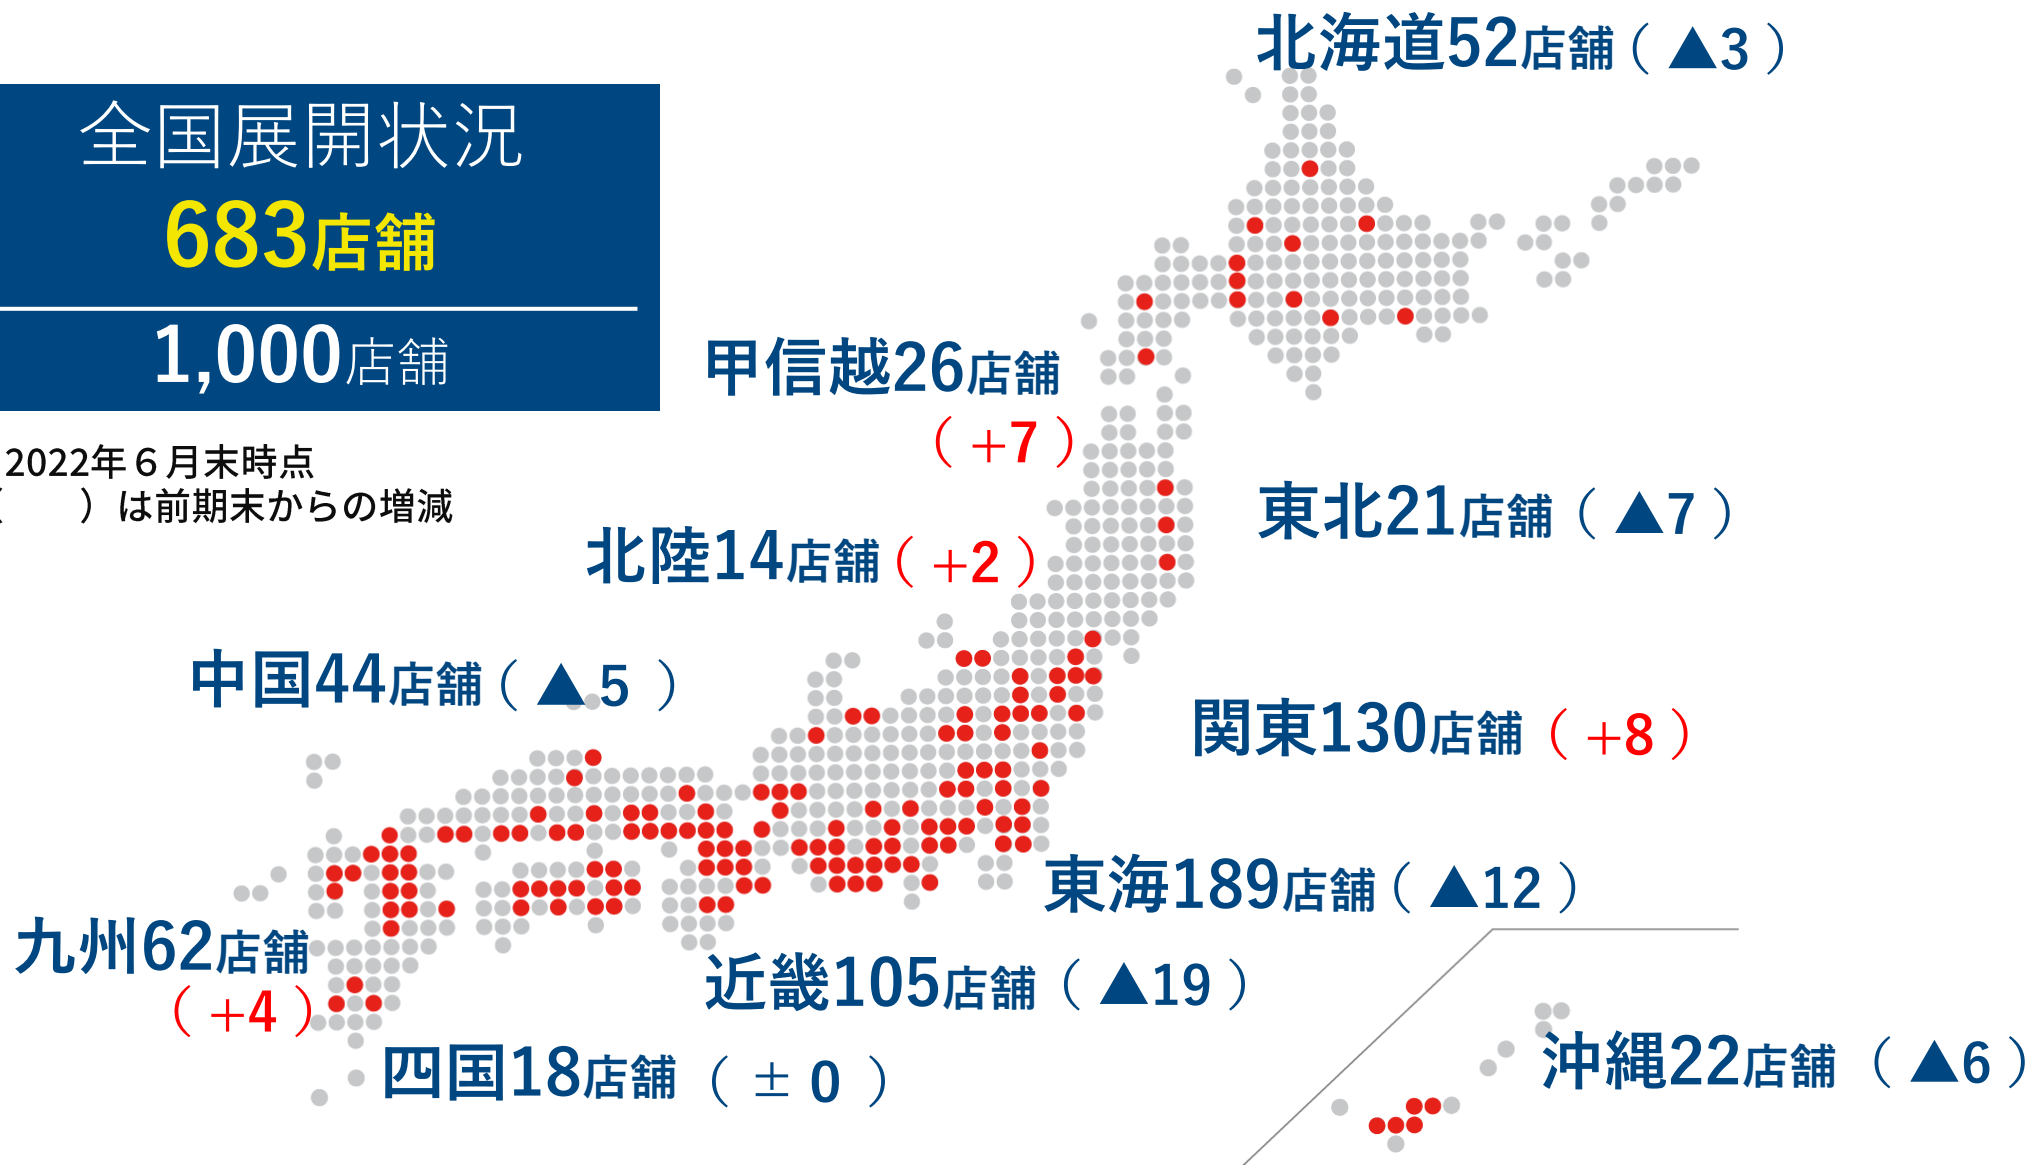 北海道52店舗（ ▲3 ）
全国展開状況
683店舗
1,000店舗
2022年６月末時点
（　　）は前期末からの増減
甲信越26店舗
（ +7 ）
東北21店舗（ ▲7 ）
北陸14店舗（ +2 ）
中国44店舗（ ▲5 ）
関東130店舗（ +8 ）
東海189店舗（ ▲12 ）
九州62店舗
（ +4 ）
近畿105店舗（ ▲19 ）
四国18店舗（ ± 0 ）
沖縄22店舗（ ▲6 ）